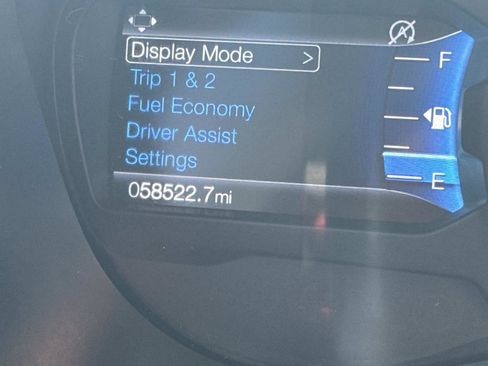 Display Mode >
Trip 1 & 2
Fuel Economy
Driver Assist
Settings
058522.7mi
F
E